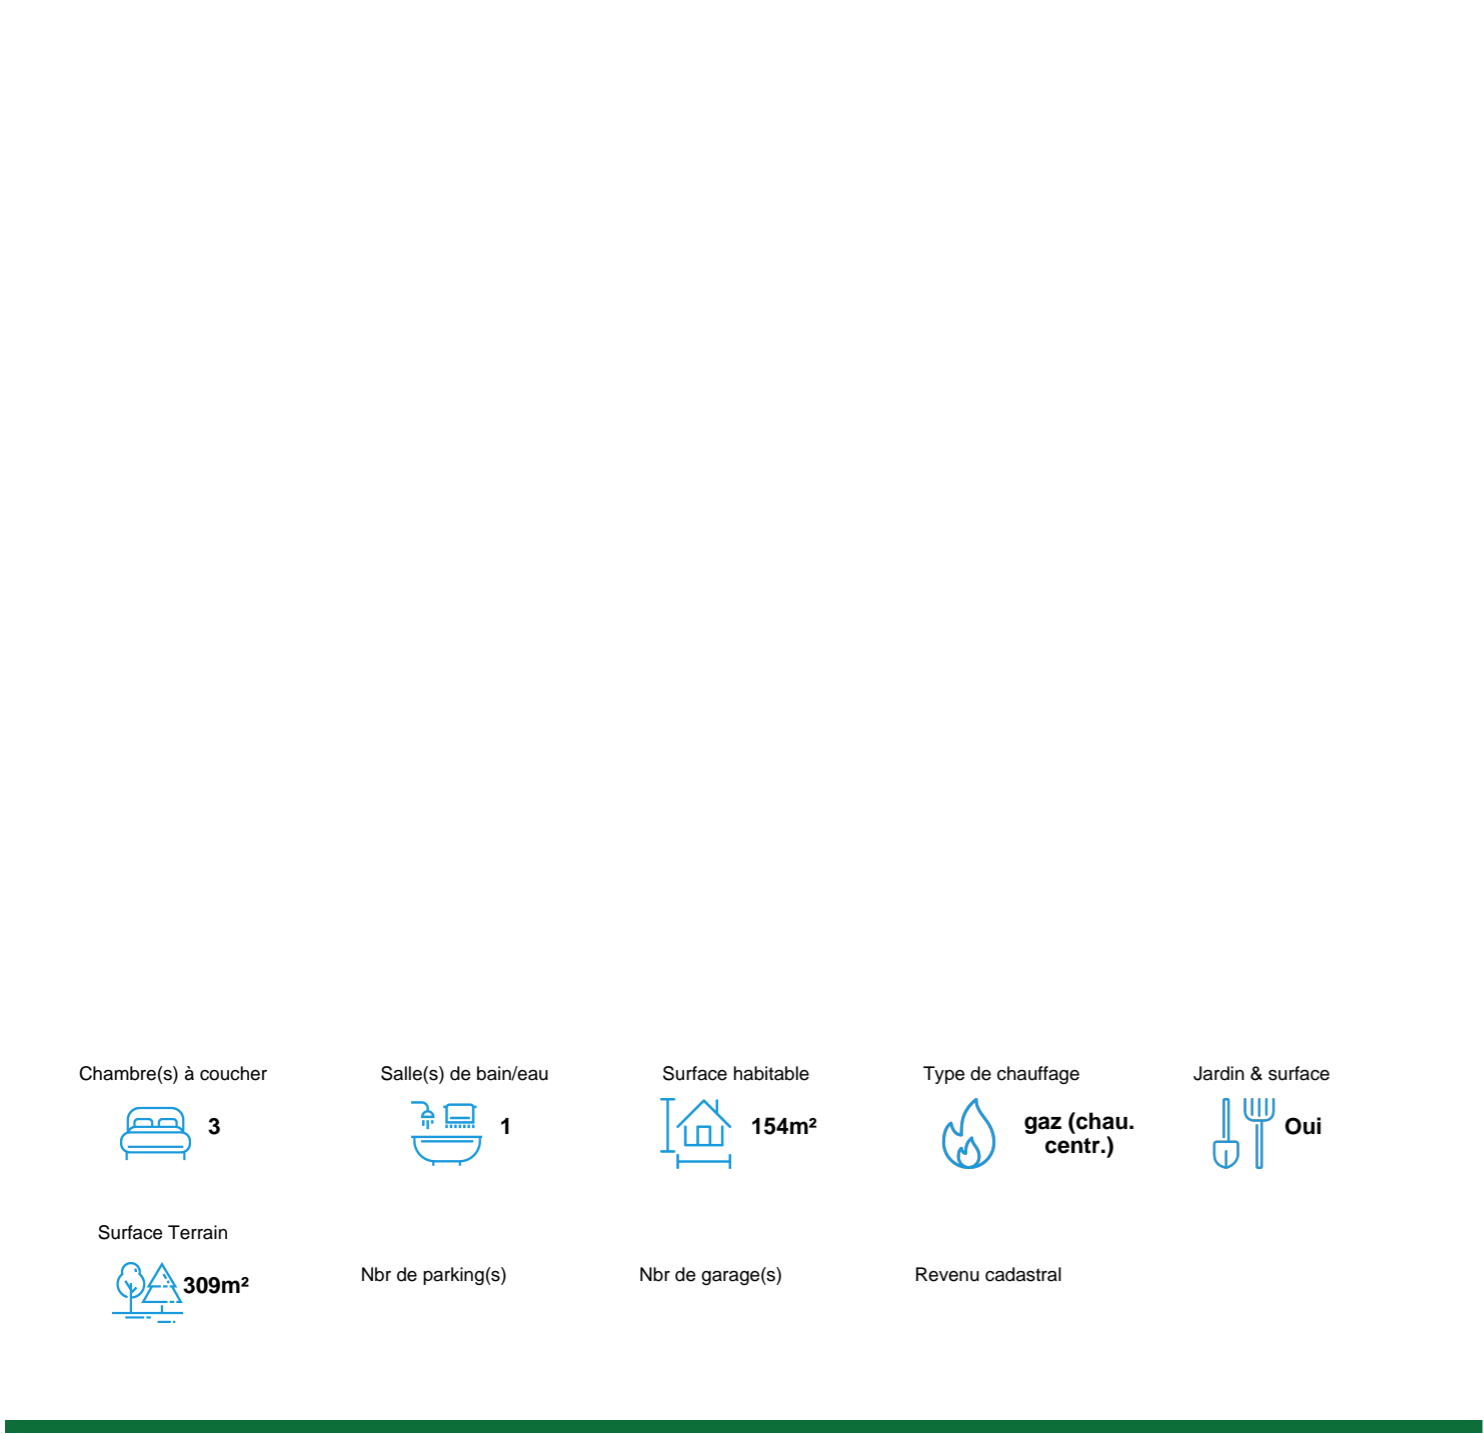 Chambre(s) à coucher
3
Salle(s) de bain/eau
1
Surface habitable
154m²
Type de chauffage
gaz (chau.
centr.)
Jardin & surface
Oui
Surface Terrain
309m²
Nbr de parking(s)
Nbr de garage(s)
Revenu cadastral